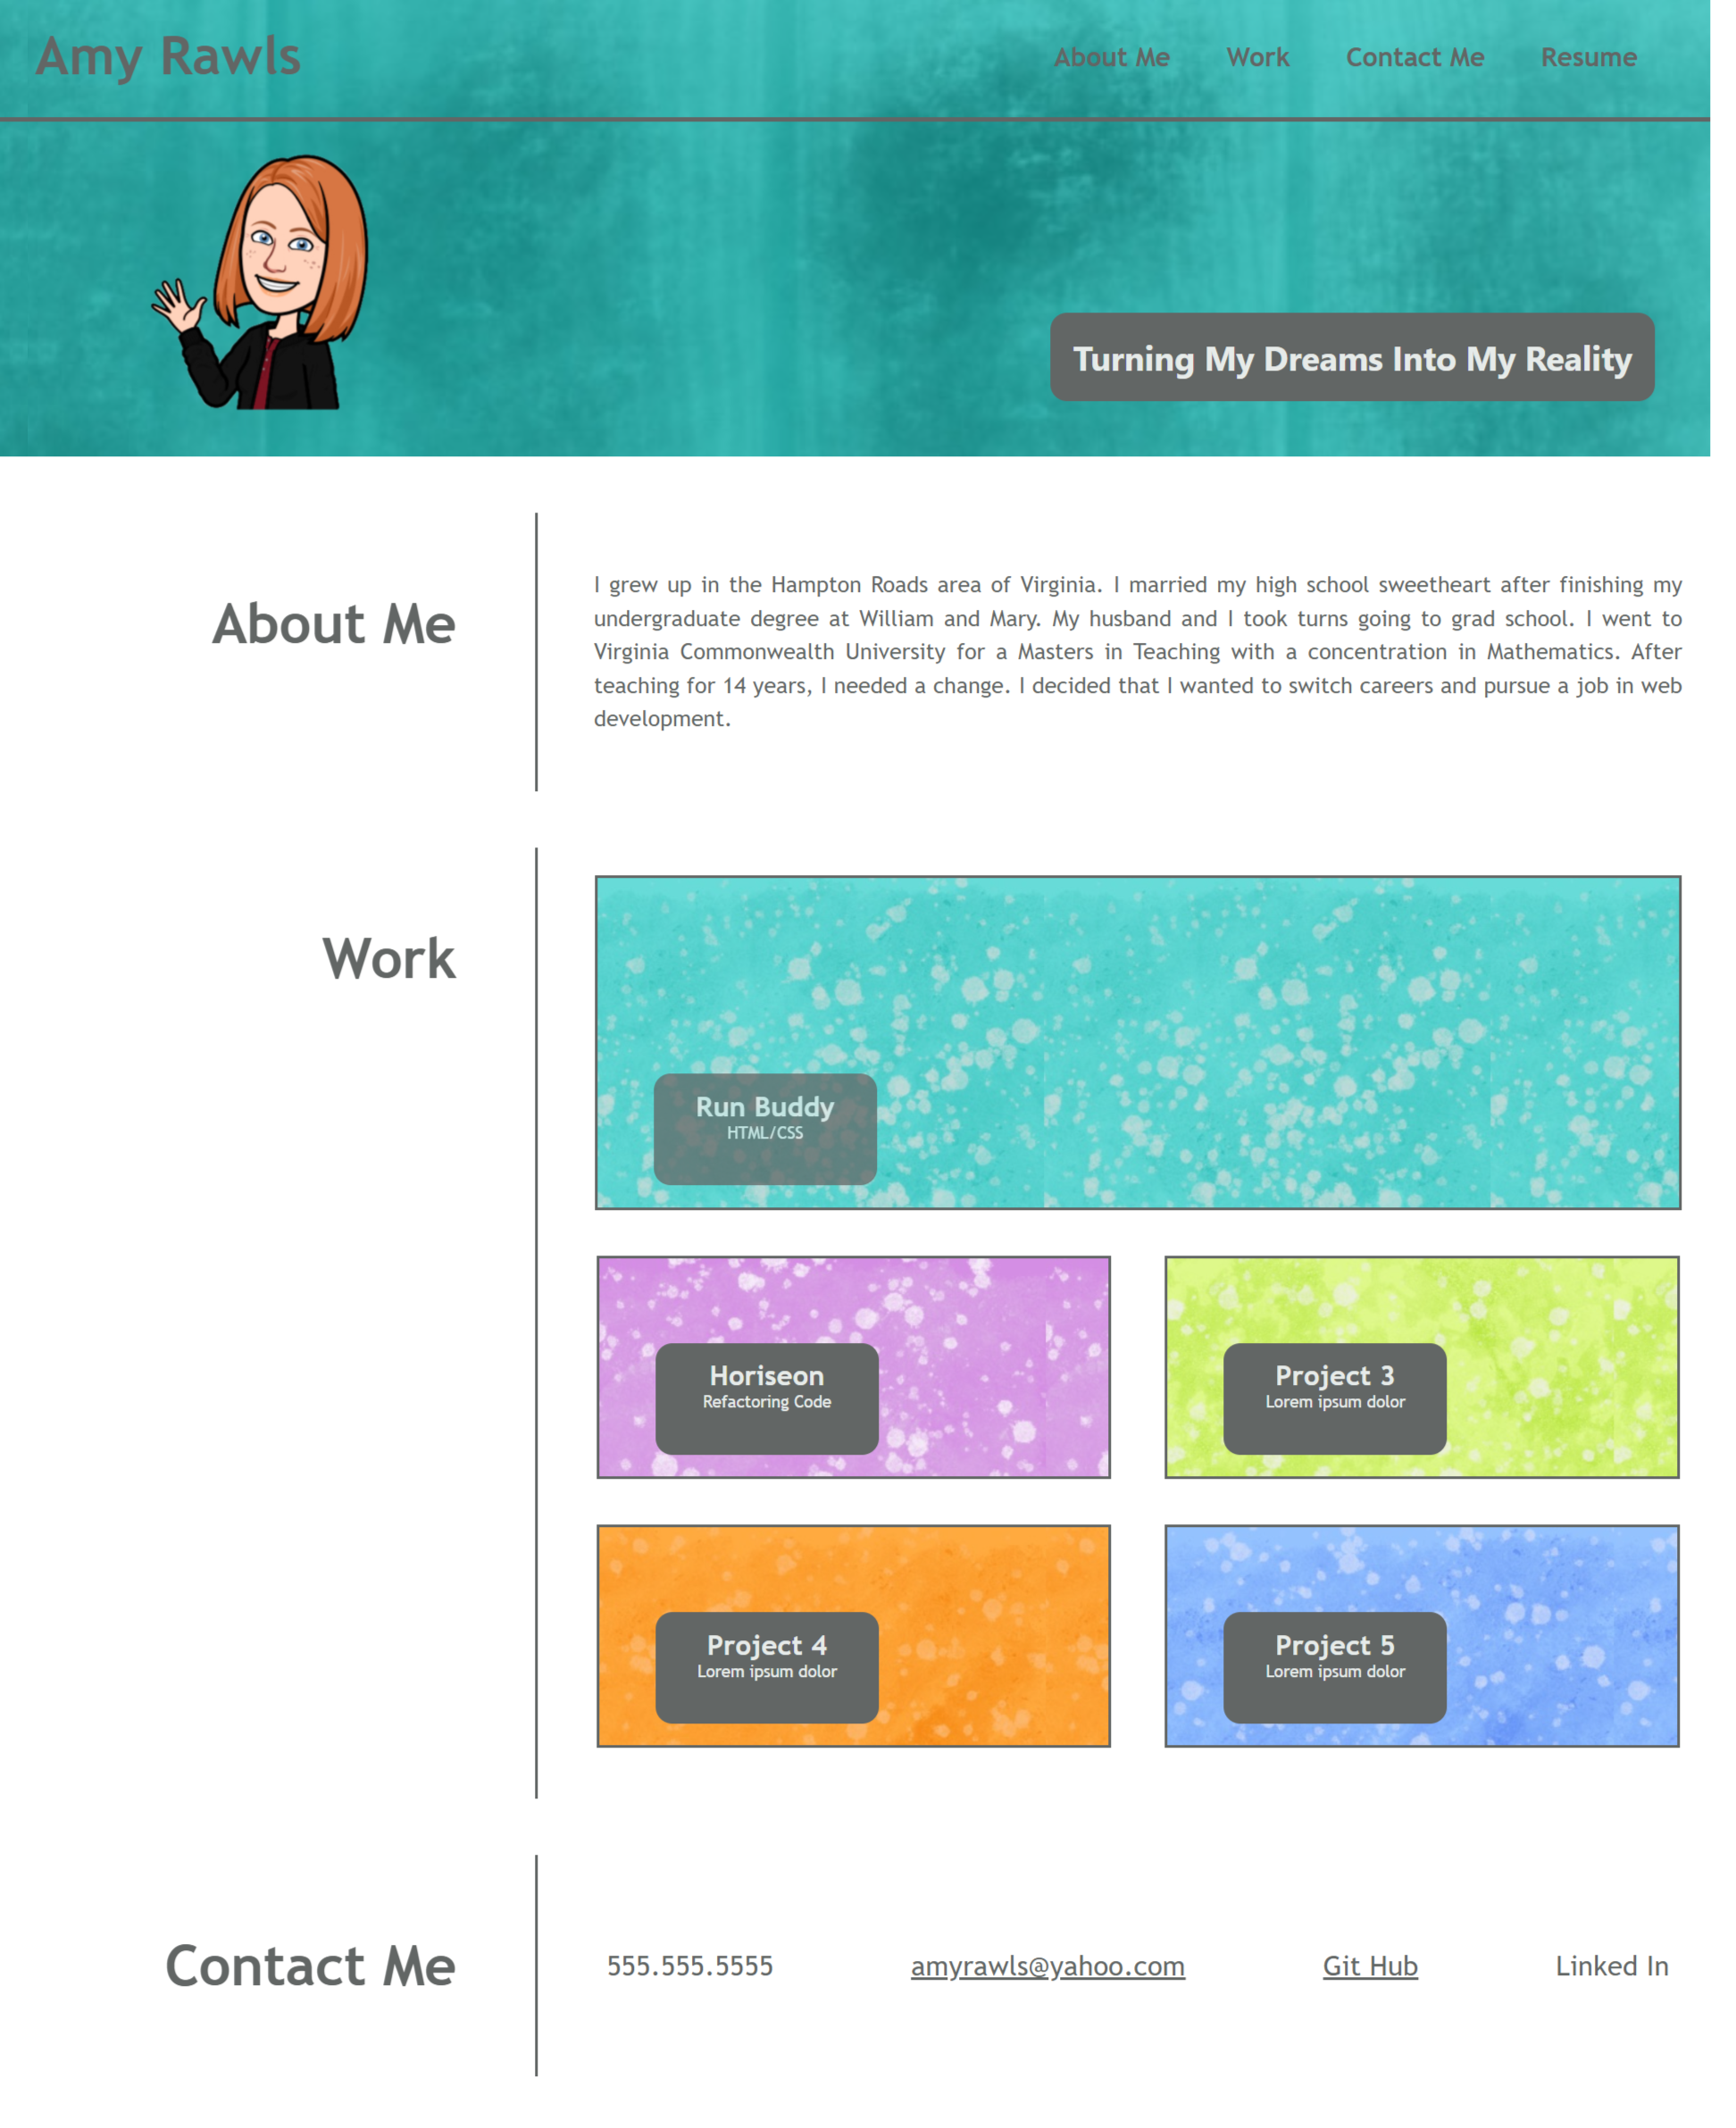 Amy Rawls
About Me Work Contact Me Resume
Turning My Dreams Into My Reality
About Me
I grew up in the Hampton Roads area of Virginia. I married my high school sweetheart after finishing my
undergraduate degree at William and Mary. My husband and I took turns going to grad school. I went to
Virginia Commonwealth University for a Masters in Teaching with a concentration in Mathematics. After
teaching for 14 years, I needed a change. I decided that I wanted to switch careers and pursue a job in web
development.
Work
Run Buddy
HTML/CSS
Horiseon
Refactoring Code
Project 3
Lorem ipsum dolor
Project 4
Lorem ipsum dolor
Project 5
Lorem ipsum dolor
Contact Me
555.555.5555 amyrawls@yahoo.com Git Hub Linked In